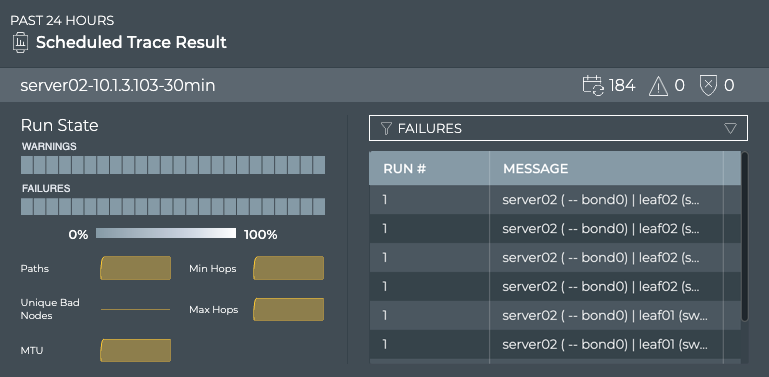 PAST 24 HOURS
Scheduled Trace Result
server02-10.1.3.103-30min
184 0 0
Run State
WARNINGS
FAILURES
0% 100%
Paths
Min Hops
Unique Bad
Nodes
Max Hops
MTU
FAILURES
RUN # MESSAGE
1 server02 ( -- bond0) | leaf02 (s...
1 server02 ( -- bond0) | leaf02 (s...
1 server02 ( -- bond0) | leaf02 (s...
1 server02 ( -- bond0) | leaf02 (s...
1 server02 ( -- bond0) | leaf01 (sw...
1 server02 ( -- bond0) | leaf01 (sw...